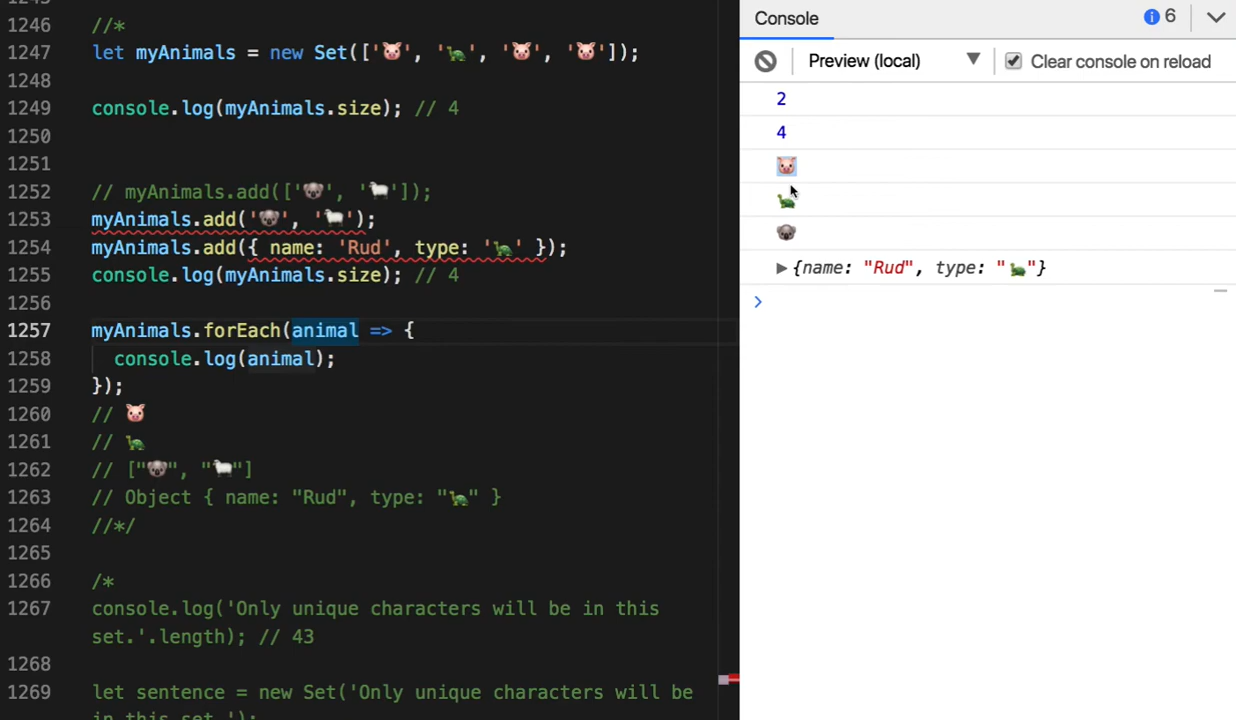 1245
1246 //*
1247 let myAnimals = new Set(['🐷', '🐢', '🐷', '🐷']);
1248
1249 console.log(myAnimals.size); // 4
1250
1251
1252 // myAnimals.add(['🐨', '🐑']);
1253 myAnimals.add('🐨', '🐑');
1254 myAnimals.add({ name: 'Rud', type: '🐢' });
1255 console.log(myAnimals.size); // 4
1256
1257 myAnimals.forEach(animal => {
1258 console.log(animal);
1259 });
1260 // 🐷
1261 // 🐢
1262 // ["🐨", "🐑"]
1263 // Object { name: "Rud", type: "🐢" }
1264 //*/
1265
1266 /*
1267 console.log('Only unique characters will be in this
set.'.length); // 43
1268
1269 let sentence = new Set('Only unique characters will be
in this set.');
Console
6
Preview (local)
Clear console on reload
2
4
🐷
🐢
🐨
▶ {name: "Rud", type: "🐢"}
>